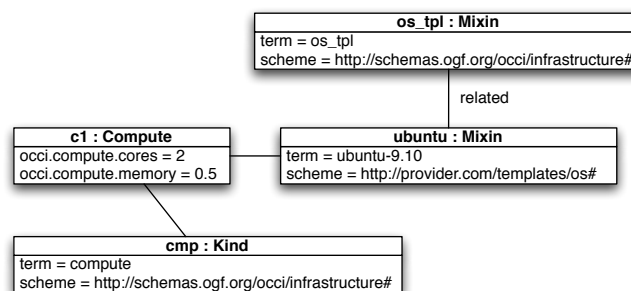 os_tpl : Mixin
term = os_tpl
scheme = http://schemas.ogf.org/occi/infrastructure#
related
c1 : Compute
occi.compute.cores = 2
occi.compute.memory = 0.5
ubuntu : Mixin
term = ubuntu-9.10
scheme = http://provider.com/templates/os#
cmp : Kind
term = compute
scheme = http://schemas.ogf.org/occi/infrastructure#